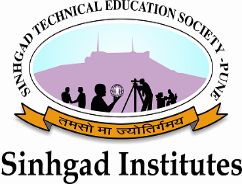 SINHGAD TECHNICAL EDUCATION SOCIETY - PUNE
तमसो मा ज्योतिर्गमय
Sinhgad Institutes